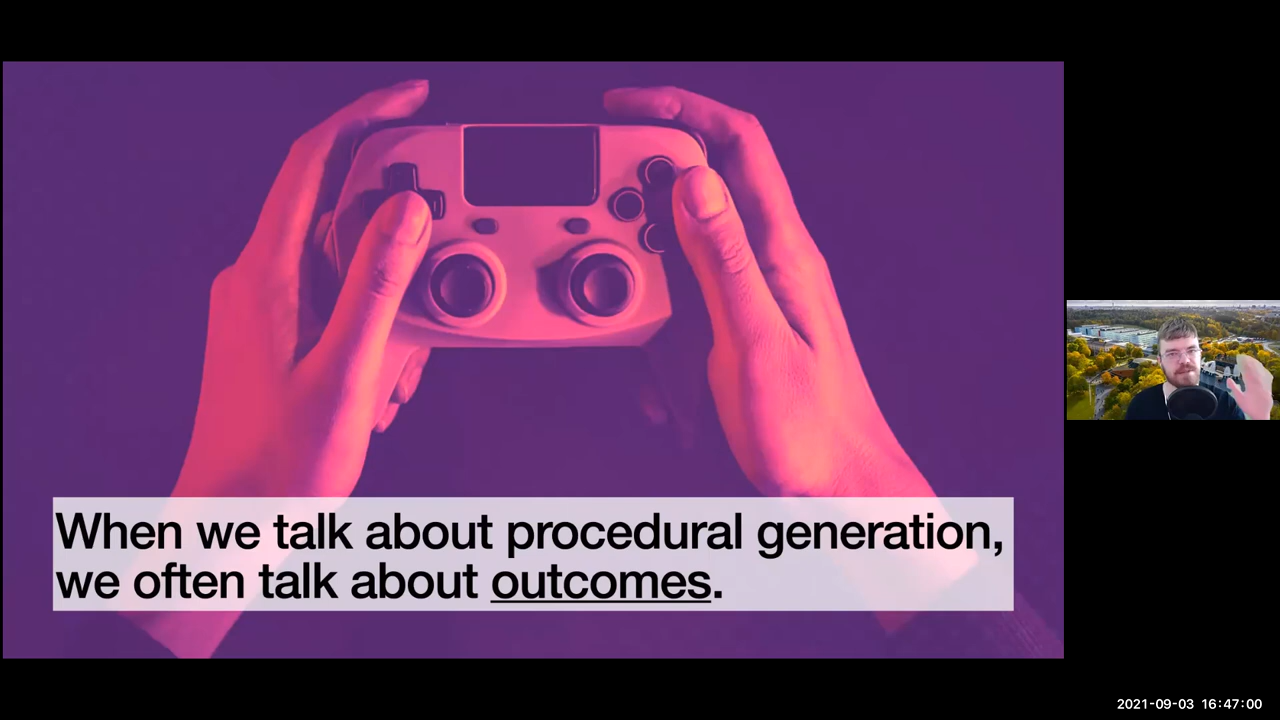 When we talk about procedural generation,
we often talk about outcomes.
2021-09-03 16:47:00